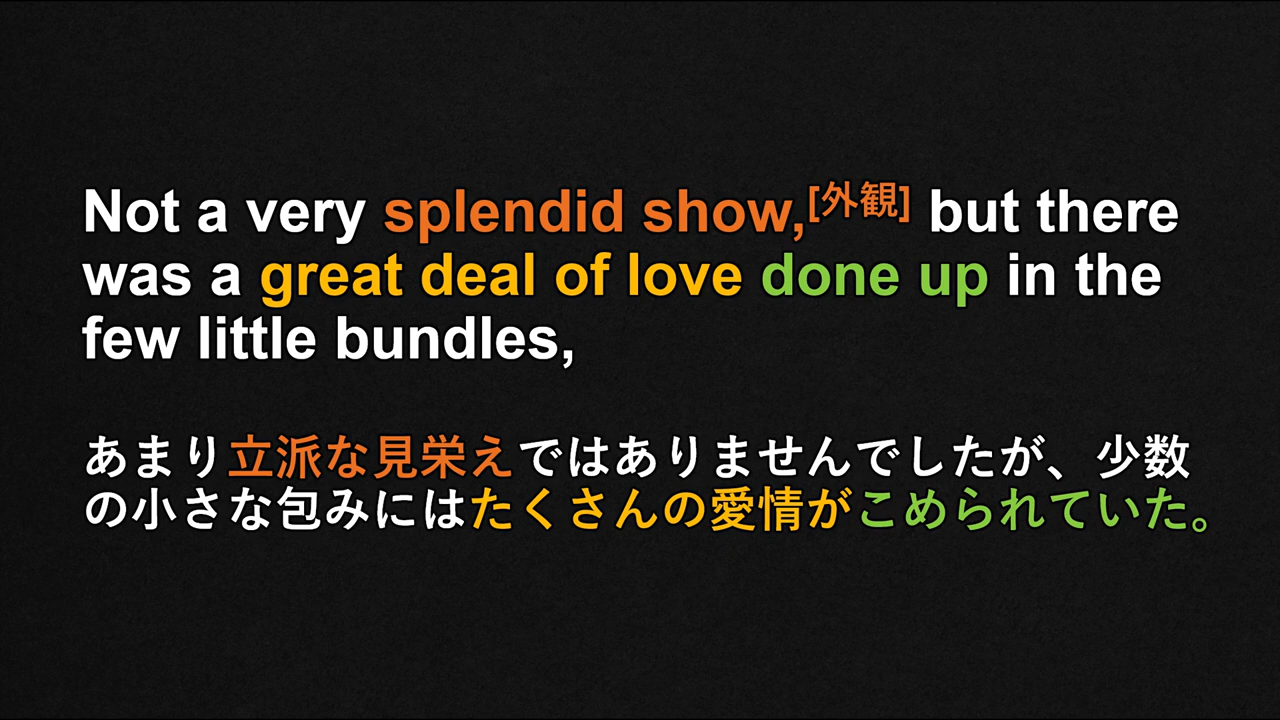 Not a very splendid show,[外観] but there
was a great deal of love done up in the
few little bundles,
あまり立派な見栄えではありませんでしたが、少数
の小さな包みにはたくさんの愛情がこめられていた。